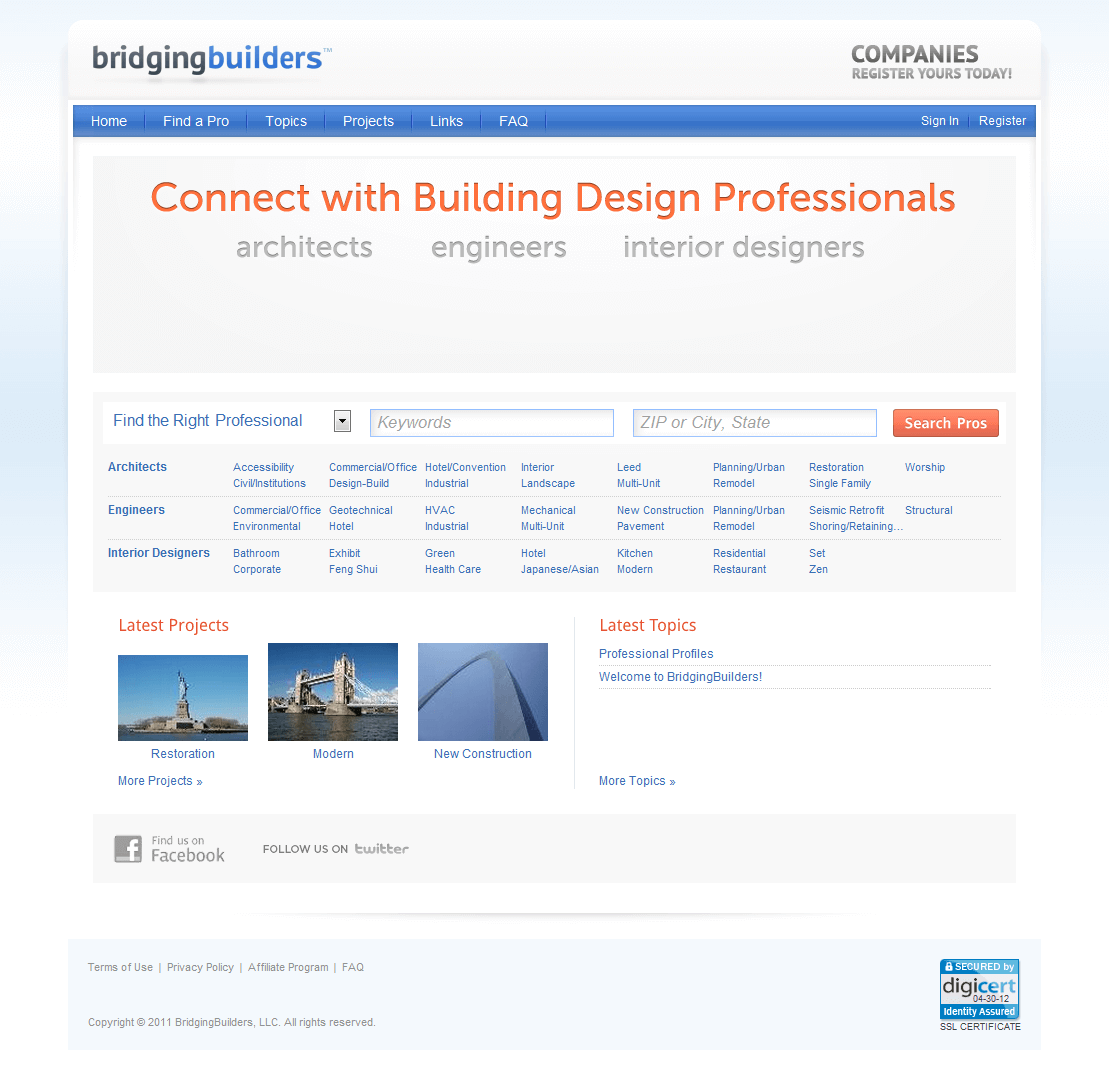 bridgingbuilders™
COMPANIES
REGISTER YOURS TODAY!
Home Find a Pro Topics Projects Links FAQ Sign In Register
Connect with Building Design Professionals
architects engineers interior designers
Find the Right Professional Keywords ZIP or City, State Search Pros
Architects Accessibility Commercial/Office Hotel/Convention Interior Leed Planning/Urban Restoration Worship
Civil/Institutions Design-Build Industrial Landscape Multi-Unit Remodel Single Family
Engineers Commercial/Office Geotechnical HVAC Mechanical New Construction Planning/Urban Seismic Retrofit Structural
Environmental Hotel Industrial Multi-Unit Pavement Remodel Shoring/Retaining...
Interior Designers Bathroom Exhibit Green Hotel Kitchen Residential Set
Corporate Feng Shui Health Care Japanese/Asian Modern Restaurant Zen
Latest Projects
Restoration Modern New Construction
More Projects »
Latest Topics
Professional Profiles
Welcome to BridgingBuilders!
More Topics »
Find us on
Facebook
FOLLOW US ON twitter
Terms of Use | Privacy Policy | Affiliate Program | FAQ
Copyright © 2011 BridgingBuilders, LLC. All rights reserved.
SECURED by
digicert
04-30-12
Identity Assured
SSL CERTIFICATE